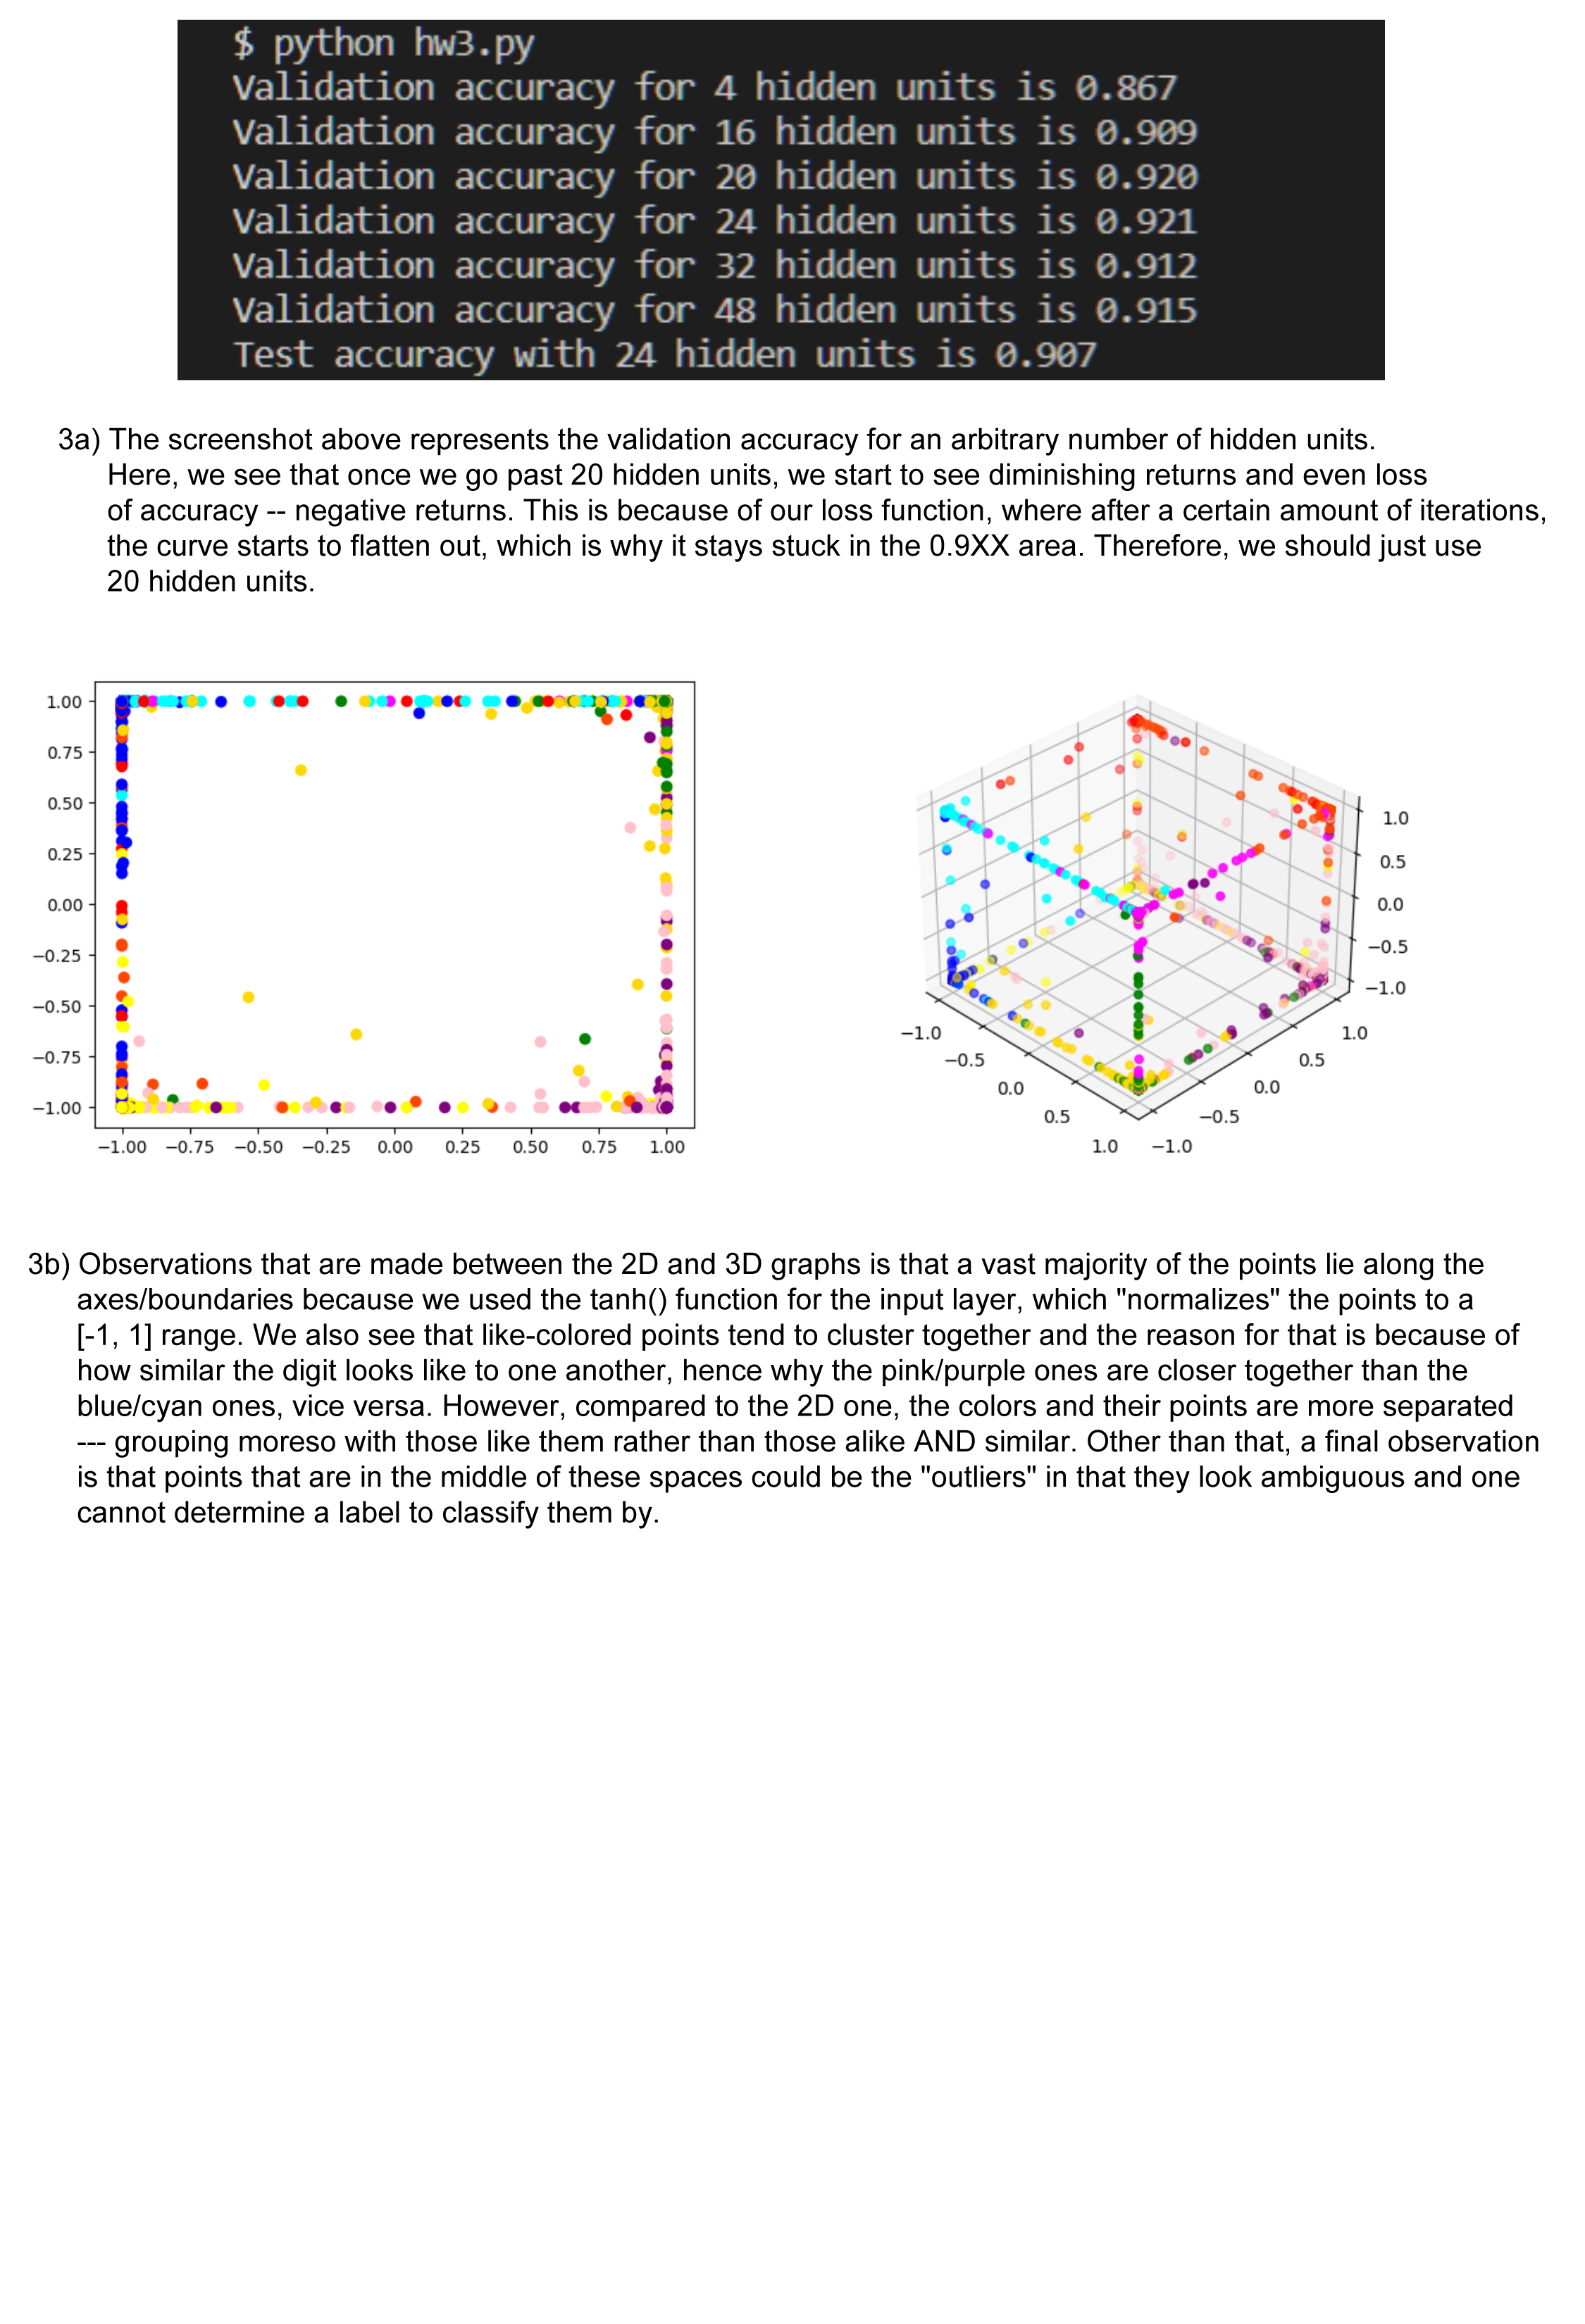 $ python hw3.py
Validation accuracy for 4 hidden units is 0.867
Validation accuracy for 16 hidden units is 0.909
Validation accuracy for 20 hidden units is 0.920
Validation accuracy for 24 hidden units is 0.921
Validation accuracy for 32 hidden units is 0.912
Validation accuracy for 48 hidden units is 0.915
Test accuracy with 24 hidden units is 0.907
3a) The screenshot above represents the validation accuracy for an arbitrary number of hidden units.
Here, we see that once we go past 20 hidden units, we start to see diminishing returns and even loss
of accuracy -- negative returns. This is because of our loss function, where after a certain amount of iterations,
the curve starts to flatten out, which is why it stays stuck in the 0.9XX area. Therefore, we should just use
20 hidden units.
1.00
0.75
0.50
0.25
0.00
−0.25
−0.50
−0.75
−1.00
−1.00 −0.75 −0.50 −0.25 0.00 0.25 0.50 0.75 1.00
1.0
0.5
0.0
−0.5
−1.0
−1.0
−0.5
0.0
0.5
1.0
−1.0
−0.5
0.0
0.5
1.0
3b) Observations that are made between the 2D and 3D graphs is that a vast majority of the points lie along the
axes/boundaries because we used the tanh() function for the input layer, which "normalizes" the points to a
[-1, 1] range. We also see that like-colored points tend to cluster together and the reason for that is because of
how similar the digit looks like to one another, hence why the pink/purple ones are closer together than the
blue/cyan ones, vice versa. However, compared to the 2D one, the colors and their points are more separated
--- grouping moreso with those like them rather than those alike AND similar. Other than that, a final observation
is that points that are in the middle of these spaces could be the "outliers" in that they look ambiguous and one
cannot determine a label to classify them by.